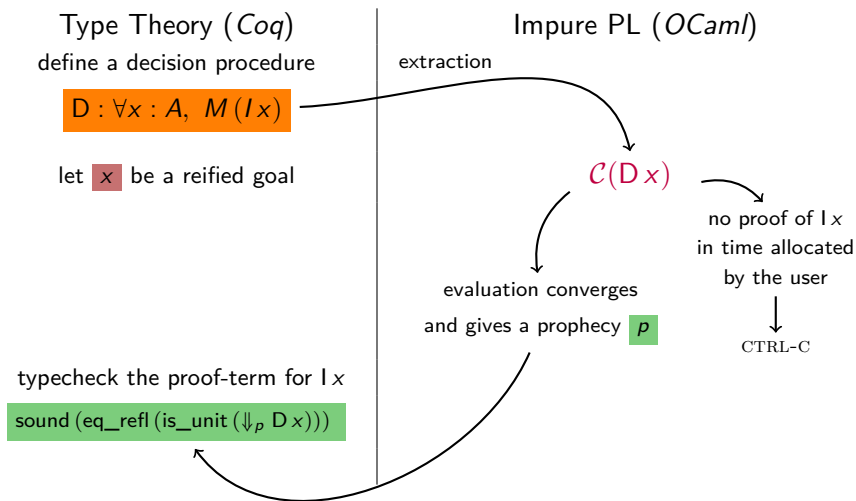 Type Theory (Coq)
define a decision procedure
D : ∀x : A, M (I x)
let x be a reified goal
typecheck the proof-term for I x
sound (eq_refl (is_unit (⇓p D x)))
Impure PL (OCaml)
extraction
C(D x)
evaluation converges
and gives a prophecy p
no proof of I x
in time allocated
by the user
CTRL-C